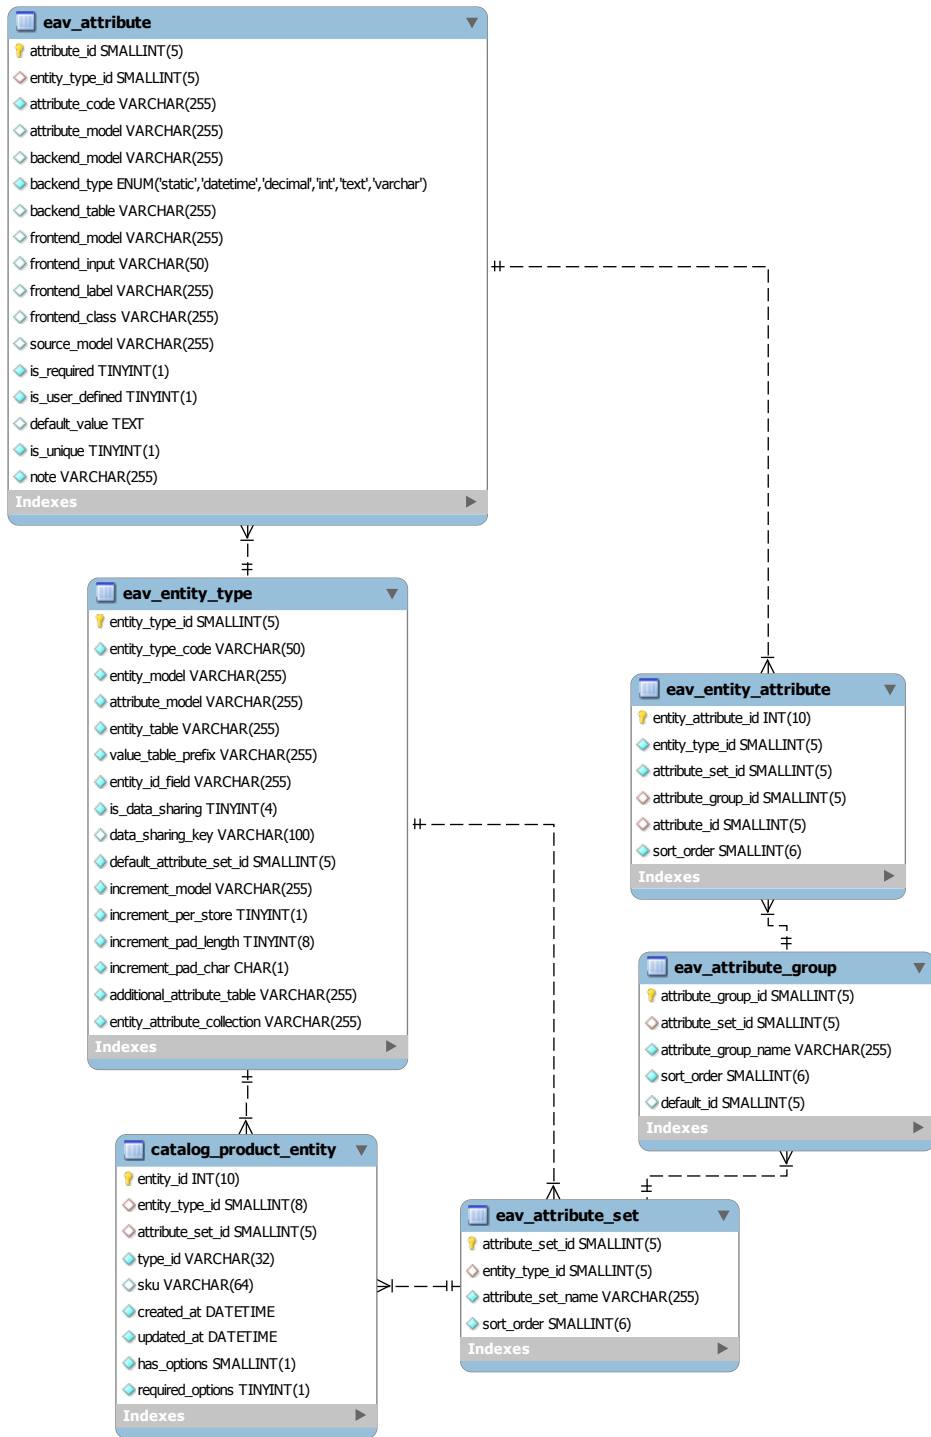 eav_attribute
attribute_id SMALLINT(5)
entity_type_id SMALLINT(5)
attribute_code VARCHAR(255)
attribute_model VARCHAR(255)
backend_model VARCHAR(255)
backend_type ENUM('static','datetime','decimal','int','text','varchar')
backend_table VARCHAR(255)
frontend_model VARCHAR(255)
frontend_input VARCHAR(50)
frontend_label VARCHAR(255)
frontend_class VARCHAR(255)
source_model VARCHAR(255)
is_required TINYINT(1)
is_user_defined TINYINT(1)
default_value TEXT
is_unique TINYINT(1)
note VARCHAR(255)
Indexes
eav_entity_type
entity_type_id SMALLINT(5)
entity_type_code VARCHAR(50)
entity_model VARCHAR(255)
attribute_model VARCHAR(255)
entity_table VARCHAR(255)
value_table_prefix VARCHAR(255)
entity_id_field VARCHAR(255)
is_data_sharing TINYINT(4)
data_sharing_key VARCHAR(100)
default_attribute_set_id SMALLINT(5)
increment_model VARCHAR(255)
increment_per_store TINYINT(1)
increment_pad_length TINYINT(8)
increment_pad_char CHAR(1)
additional_attribute_table VARCHAR(255)
entity_attribute_collection VARCHAR(255)
Indexes
eav_entity_attribute
entity_attribute_id INT(10)
entity_type_id SMALLINT(5)
attribute_set_id SMALLINT(5)
attribute_group_id SMALLINT(5)
attribute_id SMALLINT(5)
sort_order SMALLINT(6)
Indexes
eav_attribute_group
attribute_group_id SMALLINT(5)
attribute_set_id SMALLINT(5)
attribute_group_name VARCHAR(255)
sort_order SMALLINT(6)
default_id SMALLINT(5)
Indexes
catalog_product_entity
entity_id INT(10)
entity_type_id SMALLINT(8)
attribute_set_id SMALLINT(5)
type_id VARCHAR(32)
sku VARCHAR(64)
created_at DATETIME
updated_at DATETIME
has_options SMALLINT(1)
required_options TINYINT(1)
Indexes
eav_attribute_set
attribute_set_id SMALLINT(5)
entity_type_id SMALLINT(5)
attribute_set_name VARCHAR(255)
sort_order SMALLINT(6)
Indexes